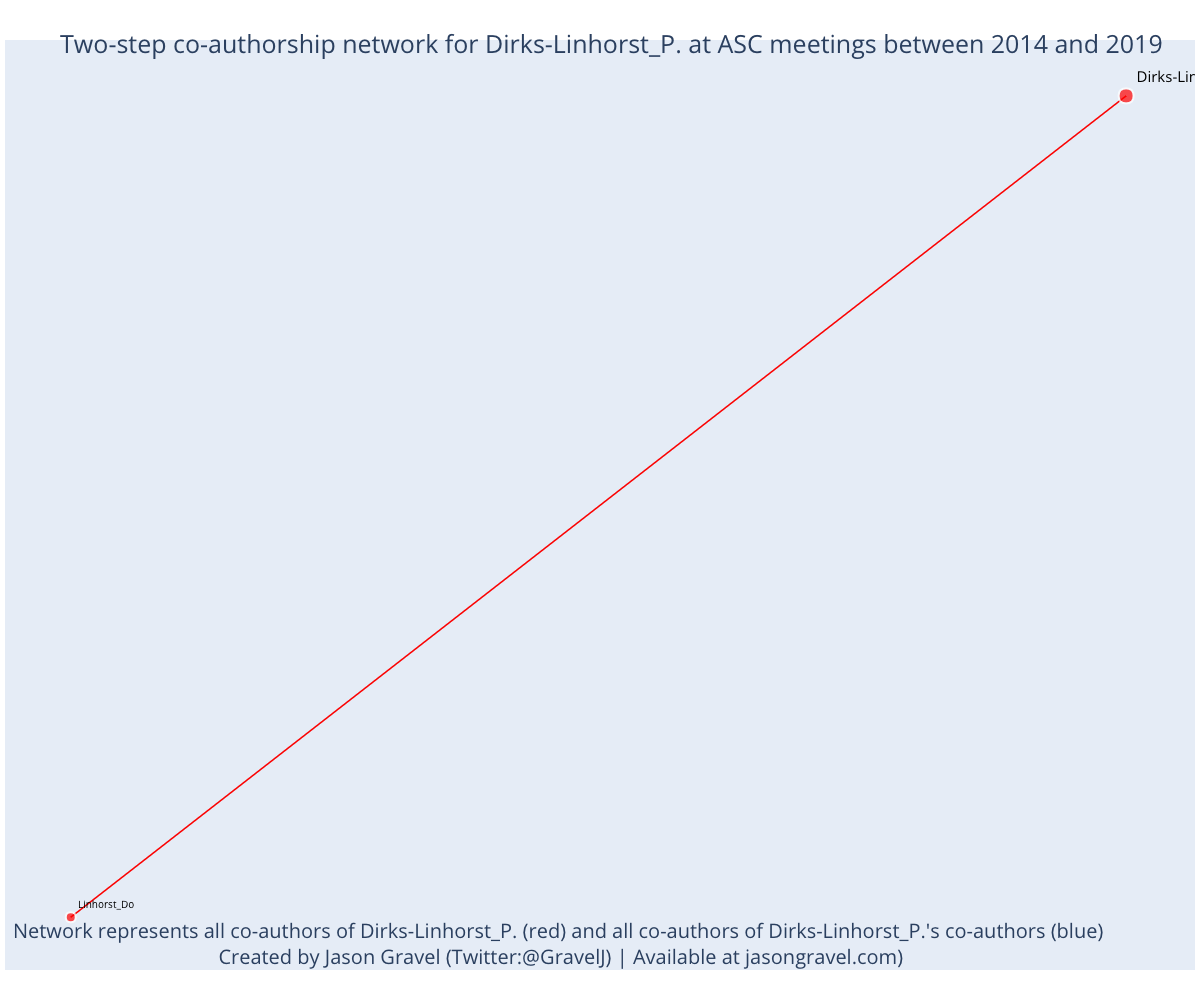 Two-step co-authorship network for Dirks-Linhorst_P. at ASC meetings between 2014 and 2019
Dirks-Lin
Linhorst_Do
Network represents all co-authors of Dirks-Linhorst_P. (red) and all co-authors of Dirks-Linhorst_P.'s co-authors (blue)
Created by Jason Gravel (Twitter:@GravelJ) | Available at jasongravel.com)